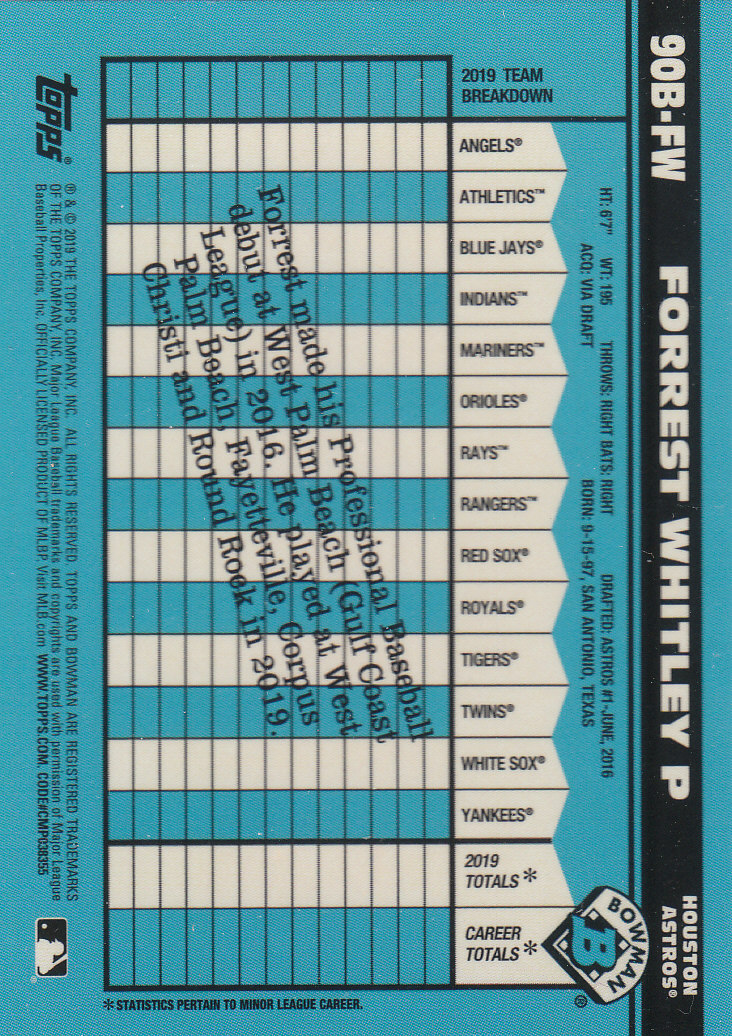 90B-FW FORREST WHITLEY P HOUSTON ASTROS®
HT: 6'7" WT: 195 THROWS: RIGHT BATS: RIGHT DRAFTED: ASTROS #1-JUNE, 2016
ACQ: VIA DRAFT BORN: 9-15-97, SAN ANTONIO, TEXAS
BOWMAN
B
®
2019 TEAM
BREAKDOWN
ANGELS®
ATHLETICS™
BLUE JAYS®
INDIANS™
MARINERS™
ORIOLES®
RAYS™
RANGERS™
RED SOX®
ROYALS®
TIGERS®
TWINS®
WHITE SOX®
YANKEES®
2019
TOTALS*
CAREER
TOTALS*
Forrest made his Professional Baseball
debut at West Palm Beach (Gulf Coast
League) in 2016. He played at West
Palm Beach, Fayetteville, Corpus
Christi and Round Rock in 2019.
*STATISTICS PERTAIN TO MINOR LEAGUE CAREER.
topps®
® & © 2019 THE TOPPS COMPANY, INC. ALL RIGHTS RESERVED. TOPPS AND BOWMAN ARE REGISTERED TRADEMARKS
OF THE TOPPS COMPANY, INC. Major League Baseball trademarks and copyrights are used with permission of Major League
Baseball Properties, Inc. OFFICIALLY LICENSED PRODUCT OF MLBP. Visit MLB.com WWW.TOPPS.COM. CODE#CMP038355